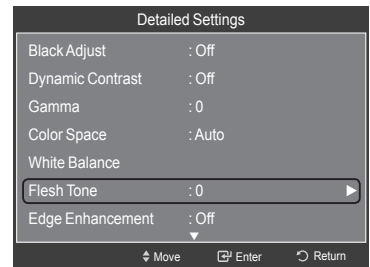 Detailed Settings
Black Adjust : Off
Dynamic Contrast : Off
Gamma : 0
Color Space : Auto
White Balance
Flesh Tone : 0
Edge Enhancement : Off
Move Enter Return